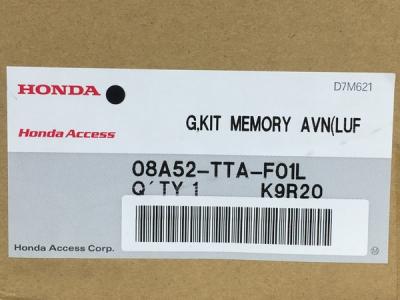 D7M621
HONDA
G,KIT MEMORY AVN(LUF
Honda Access
08A52-TTA-F01L
Q'TY 1 K9R20
Honda Access Corp.